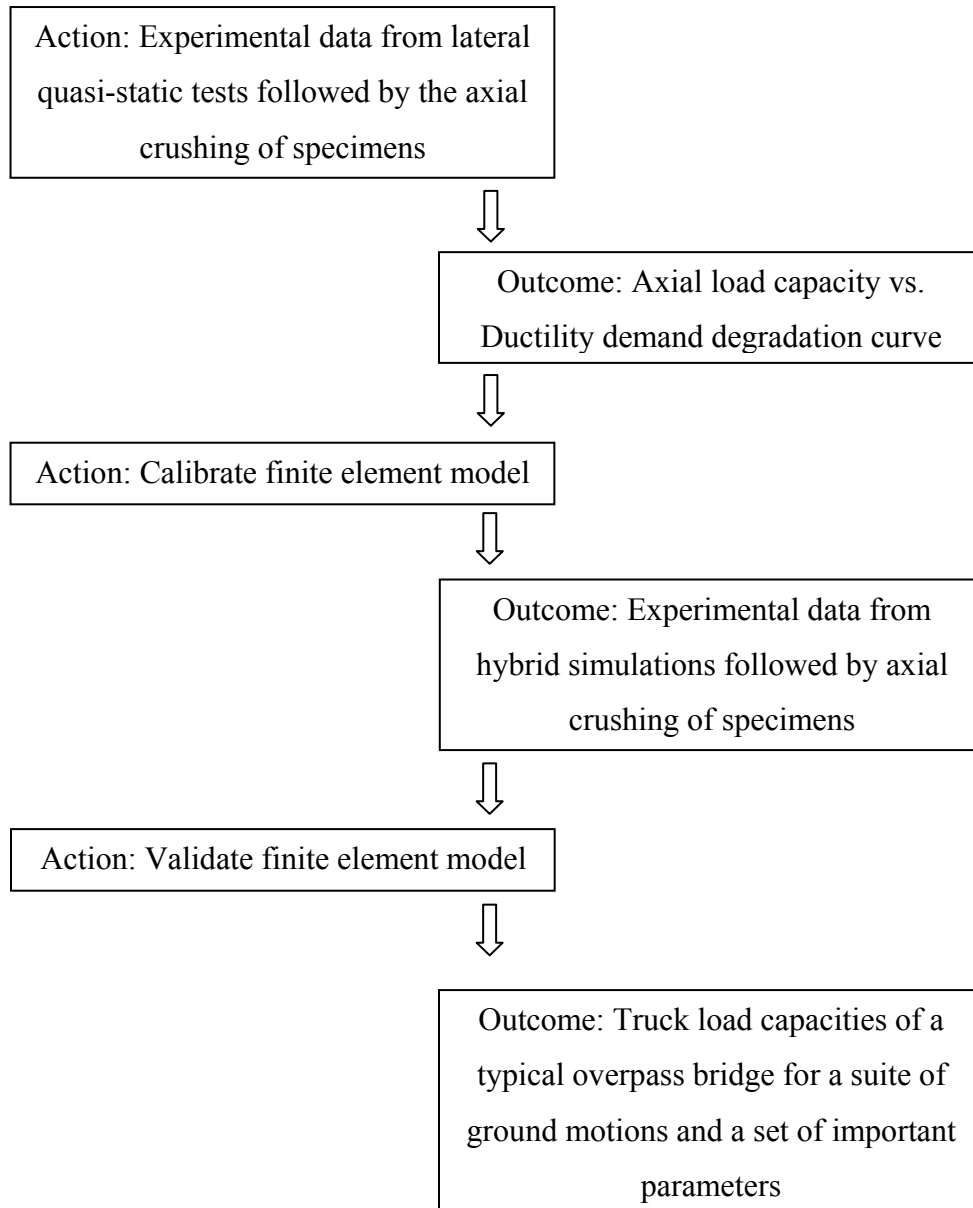 Action: Experimental data from lateral
quasi-static tests followed by the axial
crushing of specimens
Outcome: Axial load capacity vs.
Ductility demand degradation curve
Action: Calibrate finite element model
Outcome: Experimental data from
hybrid simulations followed by axial
crushing of specimens
Action: Validate finite element model
Outcome: Truck load capacities of a
typical overpass bridge for a suite of
ground motions and a set of important
parameters